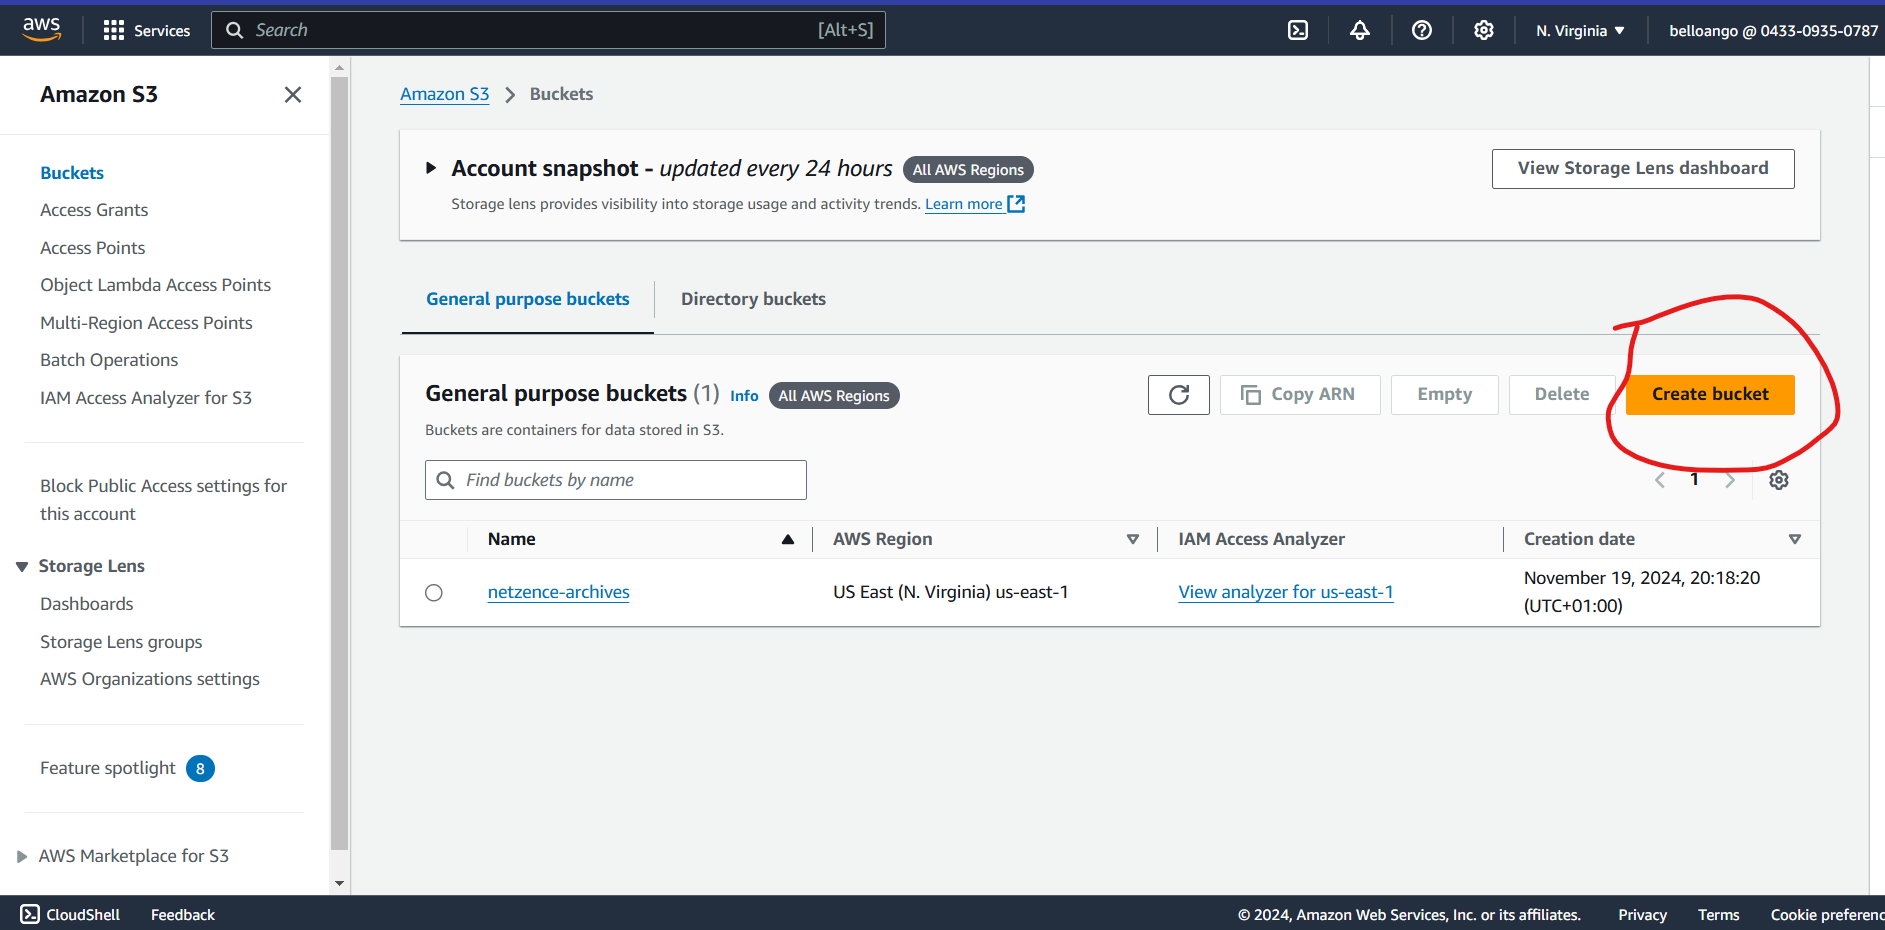 aws Services Search [Alt+S] N. Virginia belloango @ 0433-0935-0787
Amazon S3
Buckets
Access Grants
Access Points
Object Lambda Access Points
Multi-Region Access Points
Batch Operations
IAM Access Analyzer for S3
Block Public Access settings for
this account
Storage Lens
Dashboards
Storage Lens groups
AWS Organizations settings
Feature spotlight 8
AWS Marketplace for S3
Amazon S3 Buckets
Account snapshot - updated every 24 hours All AWS Regions View Storage Lens dashboard
Storage lens provides visibility into storage usage and activity trends. Learn more
General purpose buckets Directory buckets
General purpose buckets (1) Info All AWS Regions Copy ARN Empty Delete Create bucket
Buckets are containers for data stored in S3.
Find buckets by name 1
Name AWS Region IAM Access Analyzer Creation date
netzence-archives US East (N. Virginia) us-east-1 View analyzer for us-east-1 November 19, 2024, 20:18:20
(UTC+01:00)
CloudShell Feedback © 2024, Amazon Web Services, Inc. or its affiliates. Privacy Terms Cookie preferenc